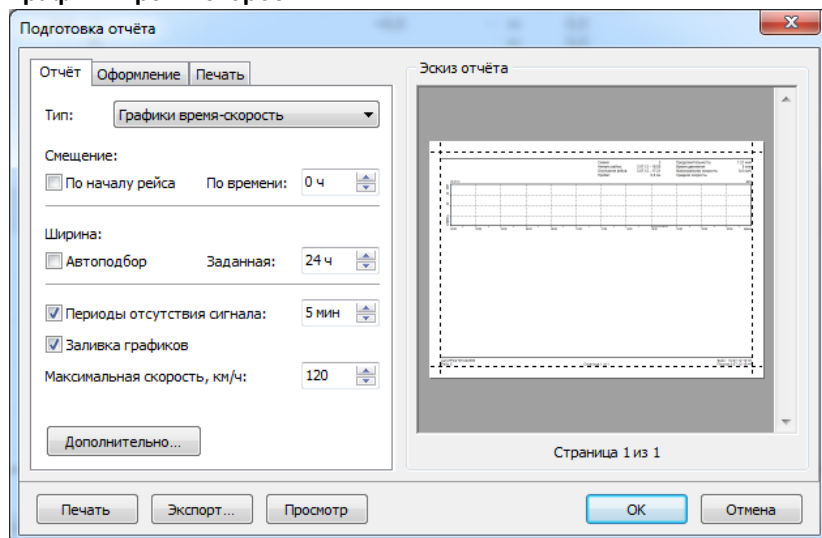 Подготовка отчёта
Отчёт Оформление Печать
Тип: Графики время-скорость
Смещение:
По началу рейса По времени: 0 ч
Ширина:
Автоподбор Заданная: 24 ч
Периоды отсутствия сигнала: 5 мин
Заливка графиков
Максимальная скорость, км/ч: 120
Дополнительно...
Эскиз отчёта
Страница 1 из 1
Печать Экспорт... Просмотр OK Отмена